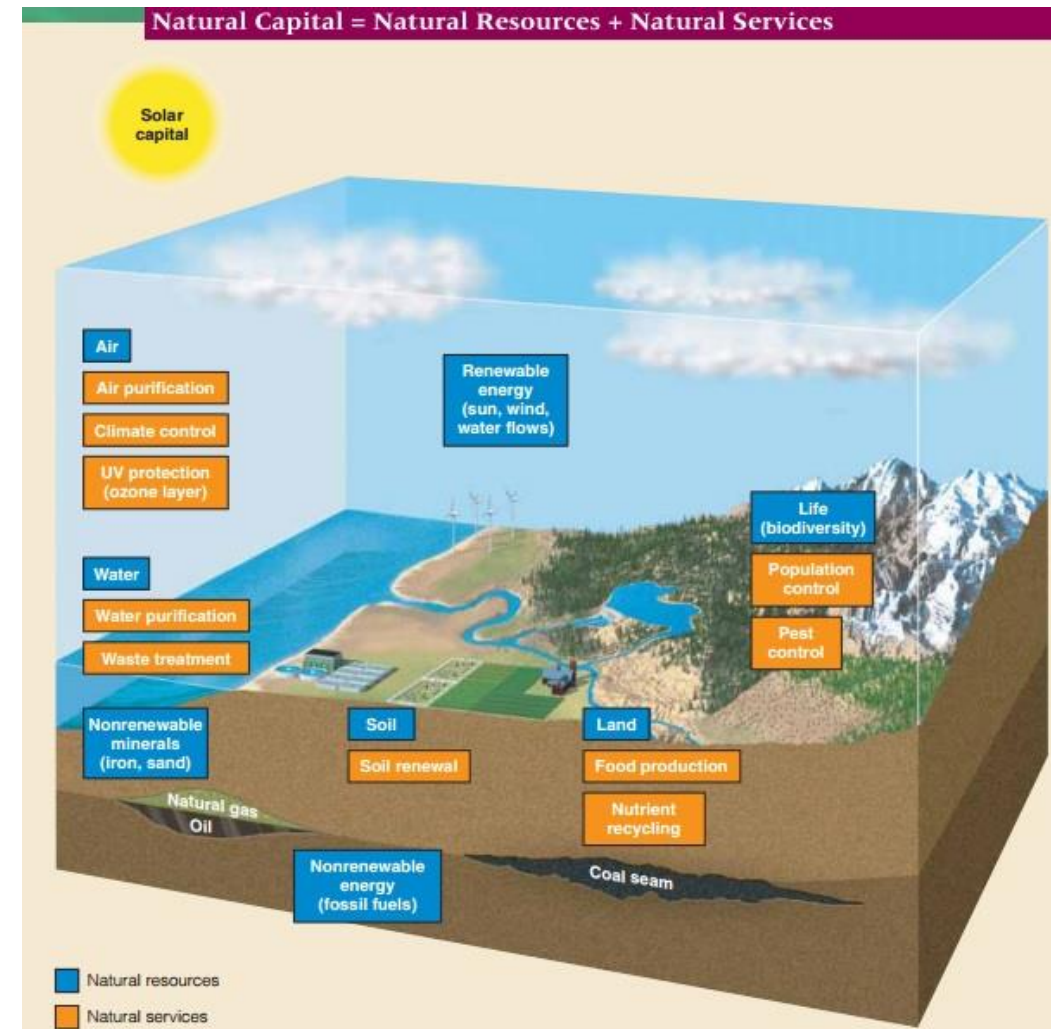 Natural Capital = Natural Resources + Natural Services
Solar
capital
Air
Air purification
Climate control
UV protection
(ozone layer)
Renewable
energy
(sun, wind,
water flows)
Life
(biodiversity)
Population
control
Pest
control
Water
Water purification
Waste treatment
Nonrenewable
minerals
(iron, sand)
Soil
Soil renewal
Land
Food production
Nutrient
recycling
Natural gas
Oil
Nonrenewable
energy
(fossil fuels)
Coal seam
Natural resources
Natural services